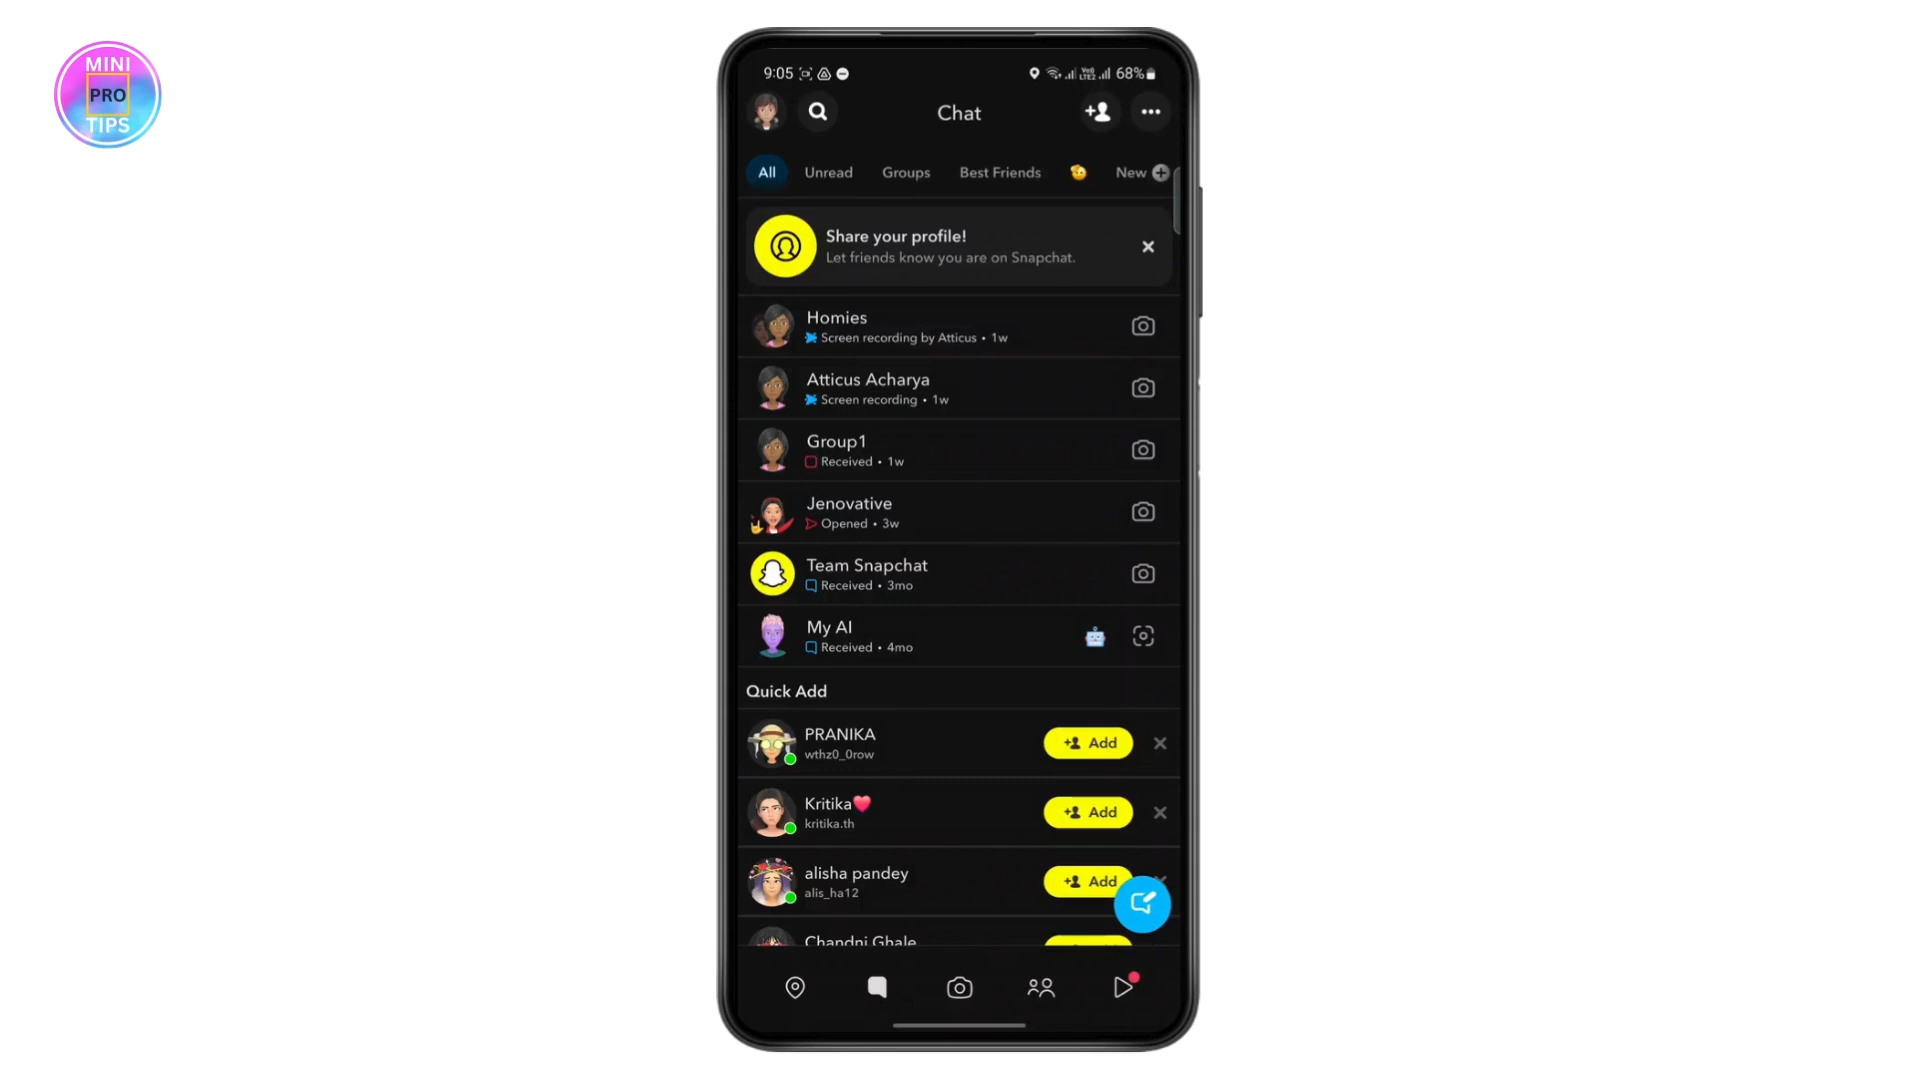 MINI
PRO
TIPS
9:05
Vo)) LTE2 68%
Chat
All Unread Groups Best Friends New
Share your profile!
Let friends know you are on Snapchat.
Homies
Screen recording by Atticus • 1w
Atticus Acharya
Screen recording • 1w
Group1
Received • 1w
Jenovative
Opened • 3w
Team Snapchat
Received • 3mo
My AI
Received • 4mo
Quick Add
PRANIKA
wthz0_0row
Add
Kritika❤️
kritika.th
Add
alisha pandey
alis_ha12
Add
Chandni Ghale